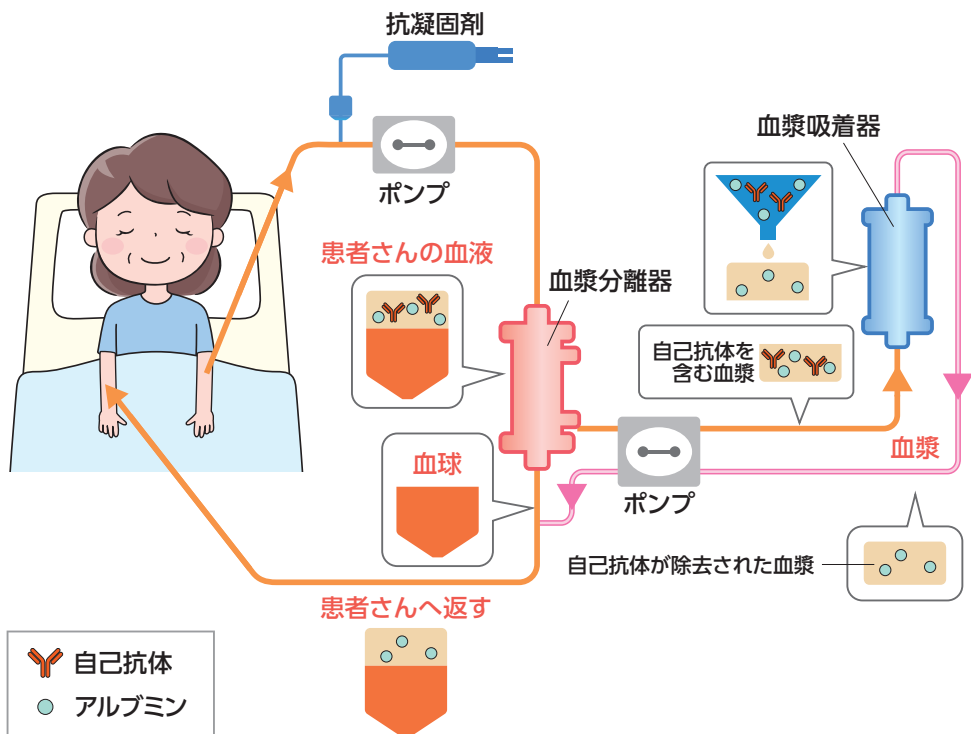 抗凝固剤
ポンプ
患者さんの血液
血漿分離器
血漿吸着器
自己抗体を
含む血漿
血漿
血球
ポンプ
自己抗体が除去された血漿
患者さんへ返す
自己抗体
アルブミン